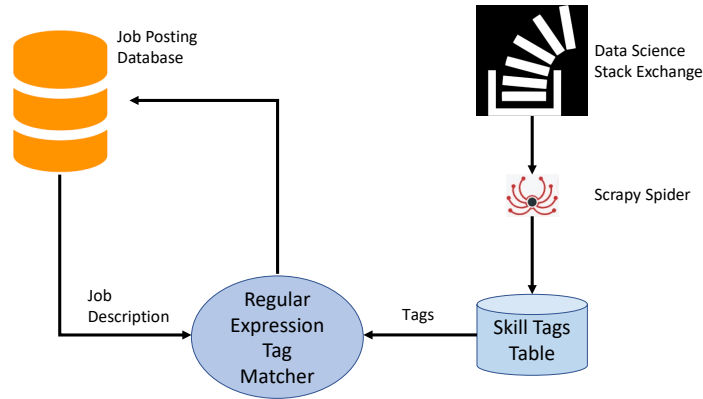 Job Posting
Database
Data Science
Stack Exchange
Scrapy Spider
Job
Description
Regular
Expression
Tag
Matcher
Tags
Skill Tags
Table